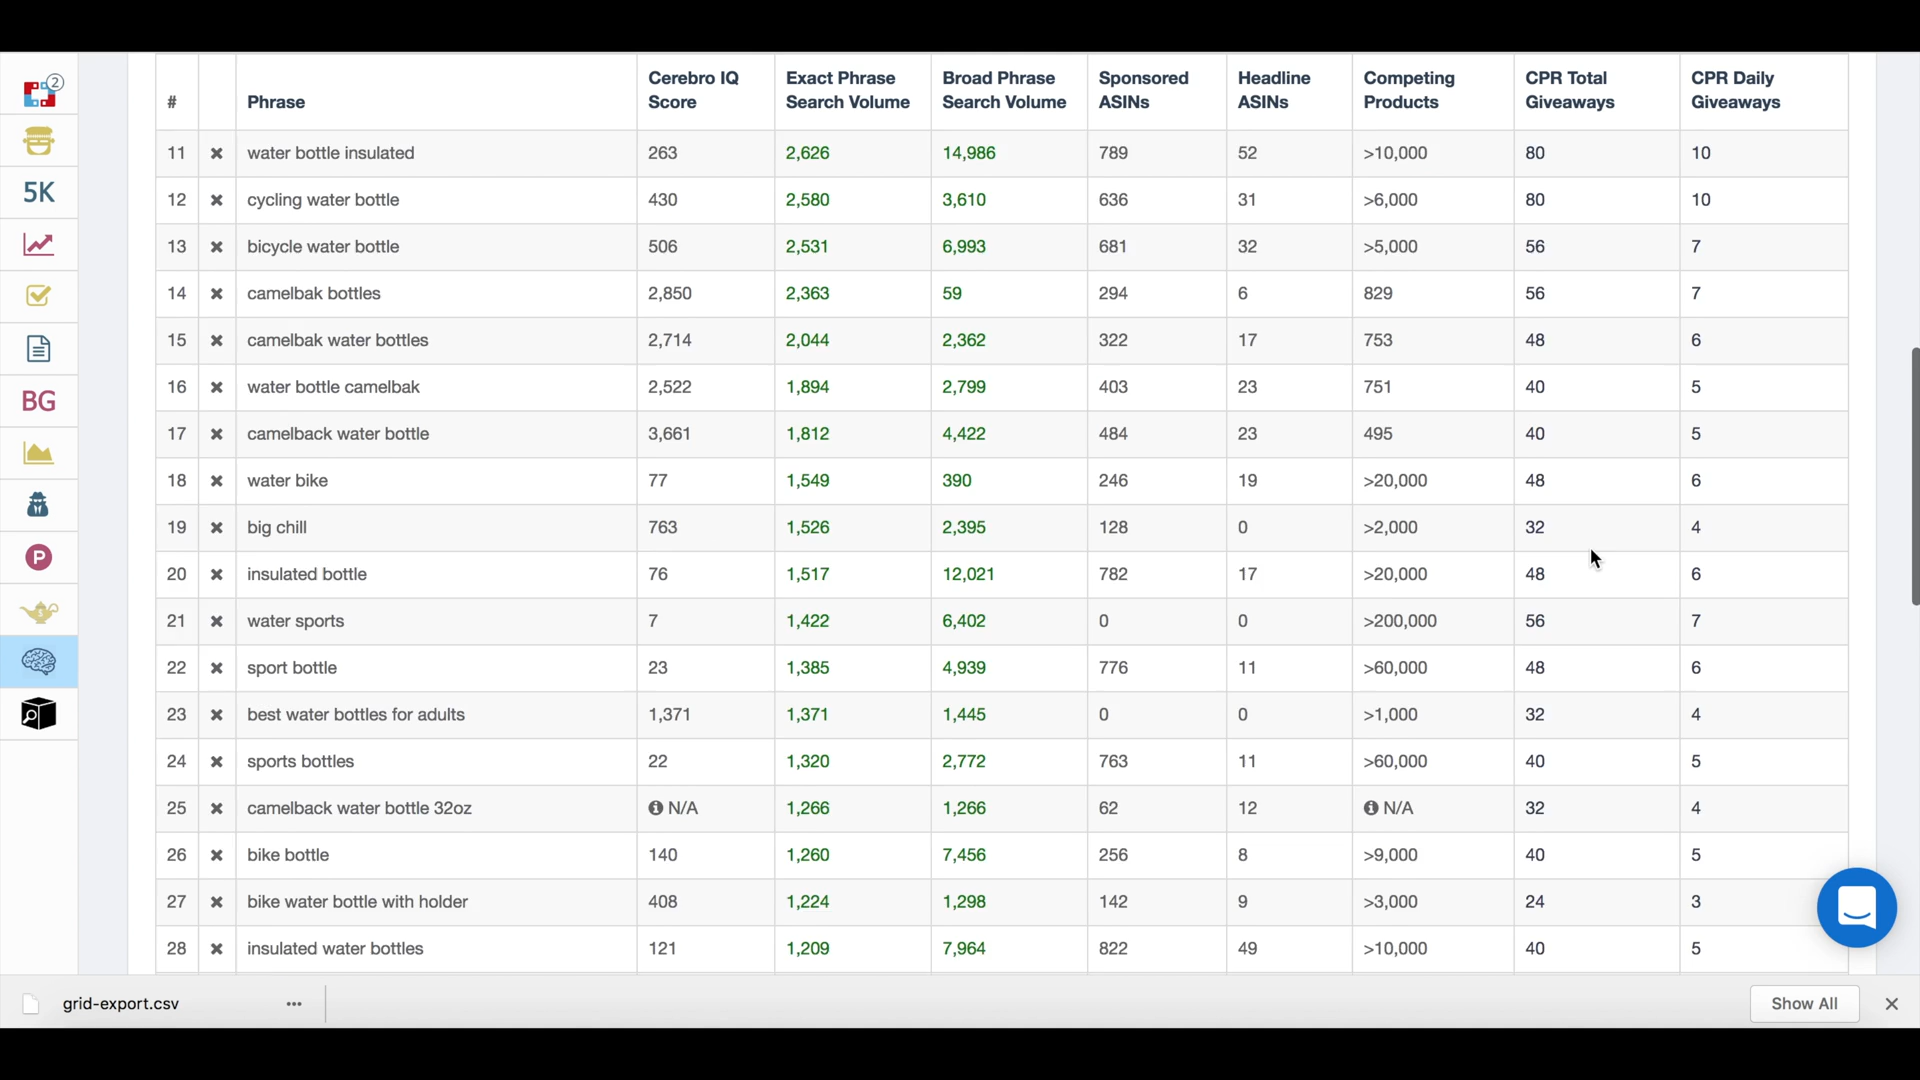 2
5K
BG
P
# Phrase Cerebro IQ Score Exact Phrase Search Volume Broad Phrase Search Volume Sponsored ASINs Headline ASINs Competing Products CPR Total Giveaways CPR Daily Giveaways
11 water bottle insulated 263 2,626 14,986 789 52 >10,000 80 10
12 cycling water bottle 430 2,580 3,610 636 31 >6,000 80 10
13 bicycle water bottle 506 2,531 6,993 681 32 >5,000 56 7
14 camelbak bottles 2,850 2,363 59 294 6 829 56 7
15 camelbak water bottles 2,714 2,044 2,362 322 17 753 48 6
16 water bottle camelbak 2,522 1,894 2,799 403 23 751 40 5
17 camelback water bottle 3,661 1,812 4,422 484 23 495 40 5
18 water bike 77 1,549 390 246 19 >20,000 48 6
19 big chill 763 1,526 2,395 128 0 >2,000 32 4
20 insulated bottle 76 1,517 12,021 782 17 >20,000 48 6
21 water sports 7 1,422 6,402 0 0 >200,000 56 7
22 sport bottle 23 1,385 4,939 776 11 >60,000 48 6
23 best water bottles for adults 1,371 1,371 1,445 0 0 >1,000 32 4
24 sports bottles 22 1,320 2,772 763 11 >60,000 40 5
25 camelback water bottle 32oz N/A 1,266 1,266 62 12 N/A 32 4
26 bike bottle 140 1,260 7,456 256 8 >9,000 40 5
27 bike water bottle with holder 408 1,224 1,298 142 9 >3,000 24 3
28 insulated water bottles 121 1,209 7,964 822 49 >10,000 40 5
grid-export.csv
Show All